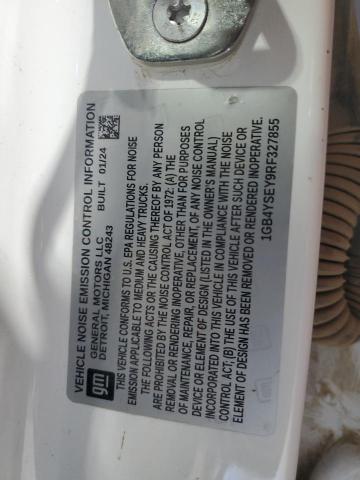 VEHICLE NOISE EMISSION CONTROL INFORMATION
GENERAL MOTORS LLC
DETROIT, MICHIGAN 48243
BUILT 01/24
gm
THIS VEHICLE CONFORMS TO U.S. EPA REGULATIONS FOR NOISE
EMISSION APPLICABLE TO MEDIUM AND HEAVY TRUCKS.
THE FOLLOWING ACTS OR THE CAUSING THEREOF BY ANY PERSON
ARE PROHIBITED BY THE NOISE CONTROL ACT OF 1972: (A) THE
REMOVAL OR RENDERING INOPERATIVE, OTHER THAN FOR PURPOSES
OF MAINTENANCE, REPAIR, OR REPLACEMENT, OF ANY NOISE CONTROL
DEVICE OR ELEMENT OF DESIGN (LISTED IN THE OWNER'S MANUAL)
INCORPORATED INTO THIS VEHICLE IN COMPLIANCE WITH THE NOISE
CONTROL ACT; (B) THE USE OF THIS VEHICLE AFTER SUCH DEVICE OR
ELEMENT OF DESIGN HAS BEEN REMOVED OR RENDERED INOPERATIVE.
1GB4YSEY9RF327855